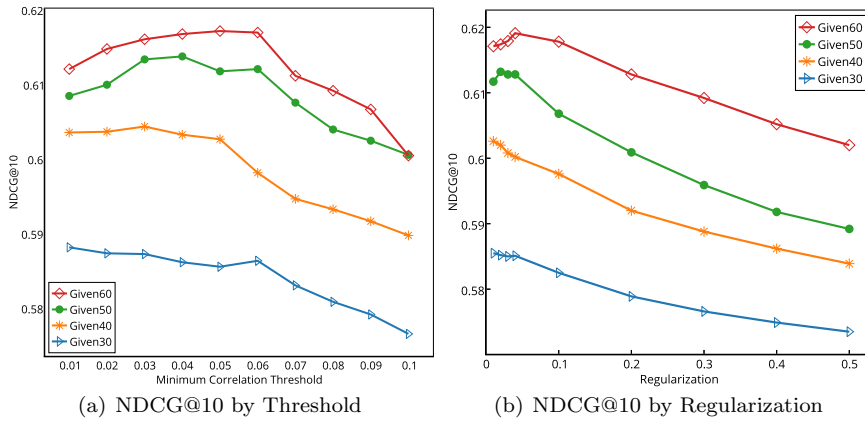 0.62
0.61
0.6
0.59
0.58
NDCG@10
Given60
Given50
Given40
Given30
0.01 0.02 0.03 0.04 0.05 0.06 0.07 0.08 0.09 0.1
Minimum Correlation Threshold
(a) NDCG@10 by Threshold
0.62
0.61
0.6
0.59
0.58
NDCG@10
Given60
Given50
Given40
Given30
0 0.1 0.2 0.3 0.4 0.5
Regularization
(b) NDCG@10 by Regularization